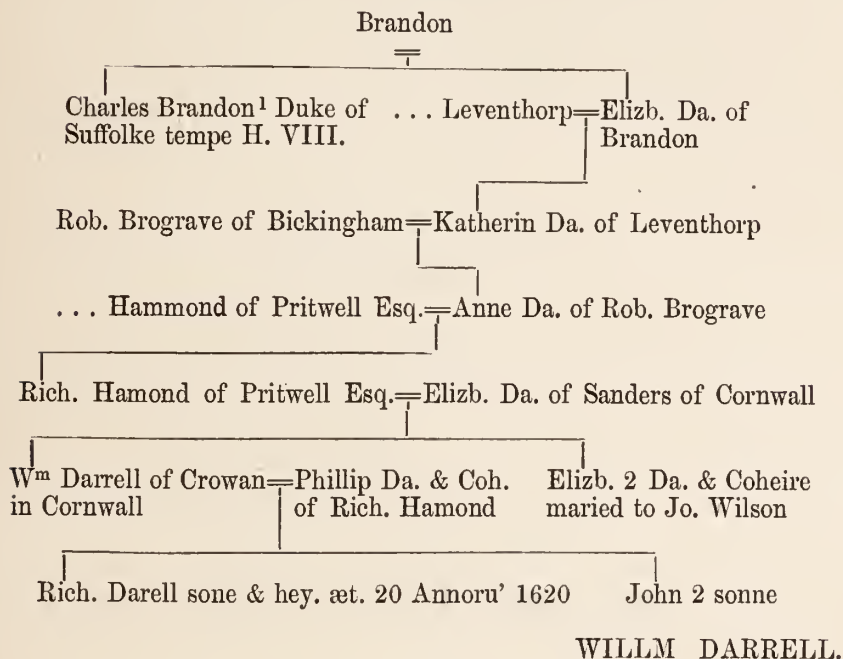 Brandon
Charles Brandon¹ Duke of ... Leventhorp=Elizb. Da. of
Suffolke tempe H. VIII. Brandon
Rob. Brograve of Bickingham=Katherin Da. of Leventhorp
... Hammond of Pritwell Esq.=Anne Da. of Rob. Brograve
Rich. Hamond of Pritwell Esq.=Elizb. Da. of Sanders of Cornwall
Wᵐ Darrell of Crowan=Phillip Da. & Coh. Elizb. 2 Da. & Coheire
in Cornwall of Rich. Hamond maried to Jo. Wilson
Rich. Darell sone & hey. æt. 20 Annoru' 1620 John 2 sonne
WILLM DARRELL.